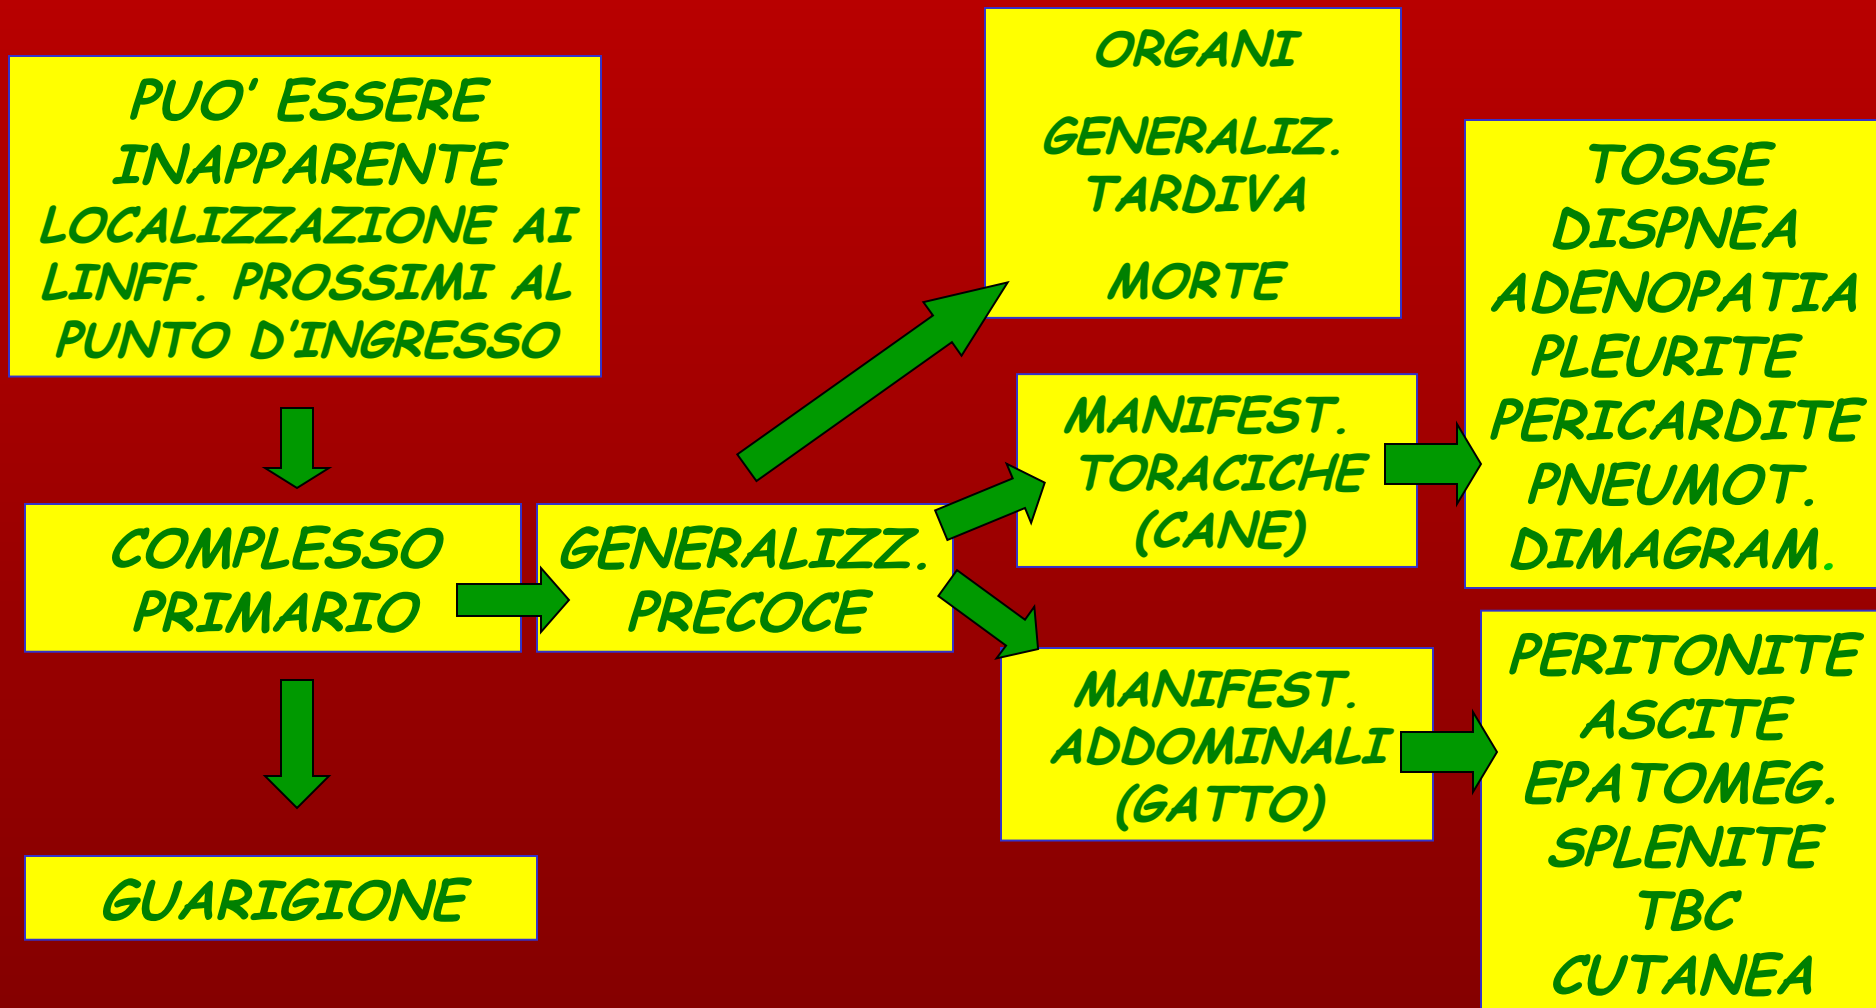 PUO’ ESSERE
INAPPARENTE
LOCALIZZAZIONE AI
LINFF. PROSSIMI AL
PUNTO D’INGRESSO
COMPLESSO
PRIMARIO
GUARIGIONE
GENERALIZZ.
PRECOCE
ORGANI
GENERALIZ.
TARDIVA
MORTE
MANIFEST.
TORACICHE
(CANE)
MANIFEST.
ADDOMINALI
(GATTO)
TOSSE
DISPNEA
ADENOPATIA
PLEURITE
PERICARDITE
PNEUMOT.
DIMAGRAM.
PERITONITE
ASCITE
EPATOMEG.
SPLENITE
TBC
CUTANEA